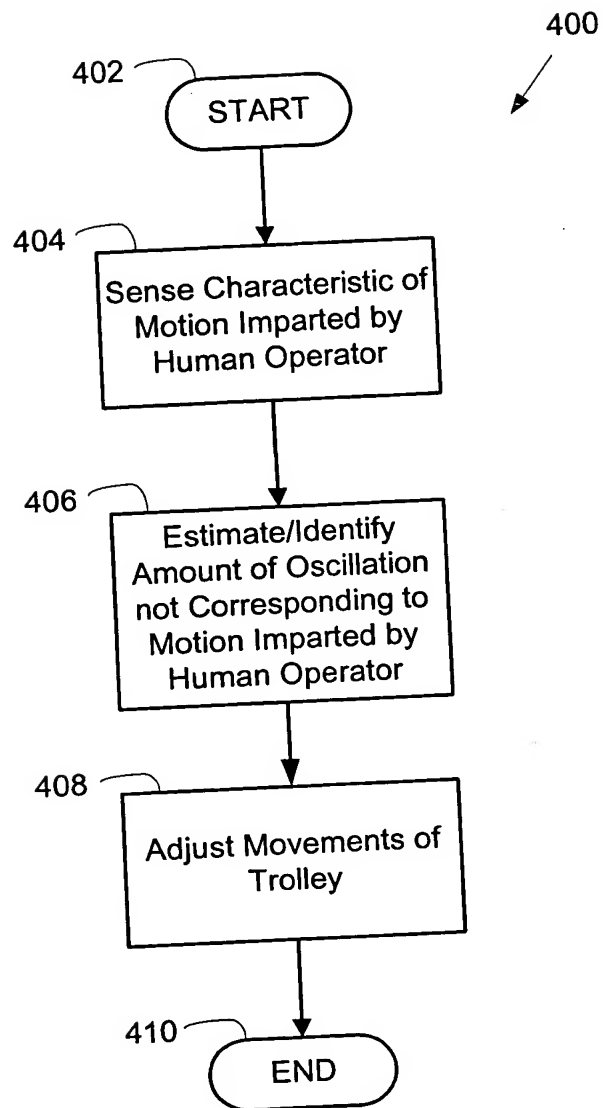 400
402
START
404
Sense Characteristic of
Motion Imparted by
Human Operator
406
Estimate/Identify
Amount of Oscillation
not Corresponding to
Motion Imparted by
Human Operator
408
Adjust Movements of
Trolley
410
END